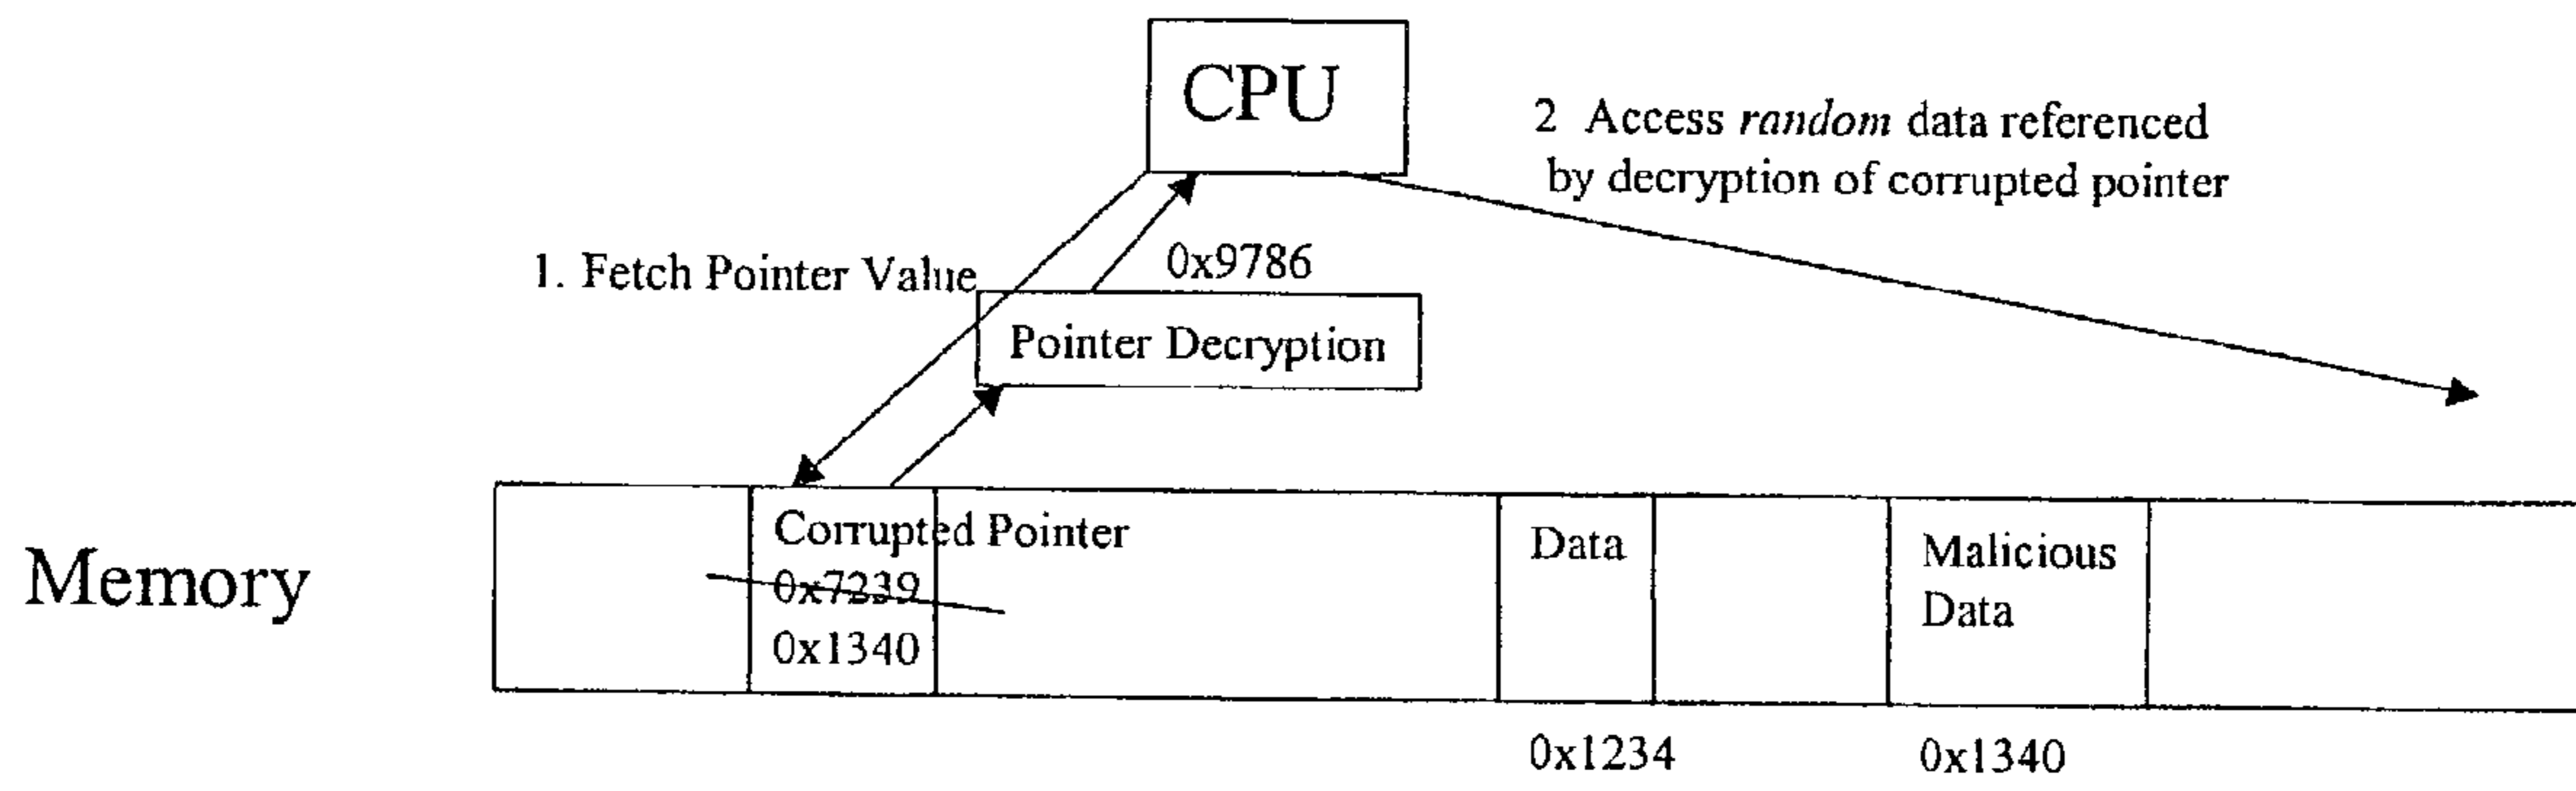 CPU
2 Access random data referenced
by decryption of corrupted pointer
1. Fetch Pointer Value
0x9786
Pointer Decryption
Memory
Corrupted Pointer
0x7239
0x1340
Data
Malicious
Data
0x1234
0x1340